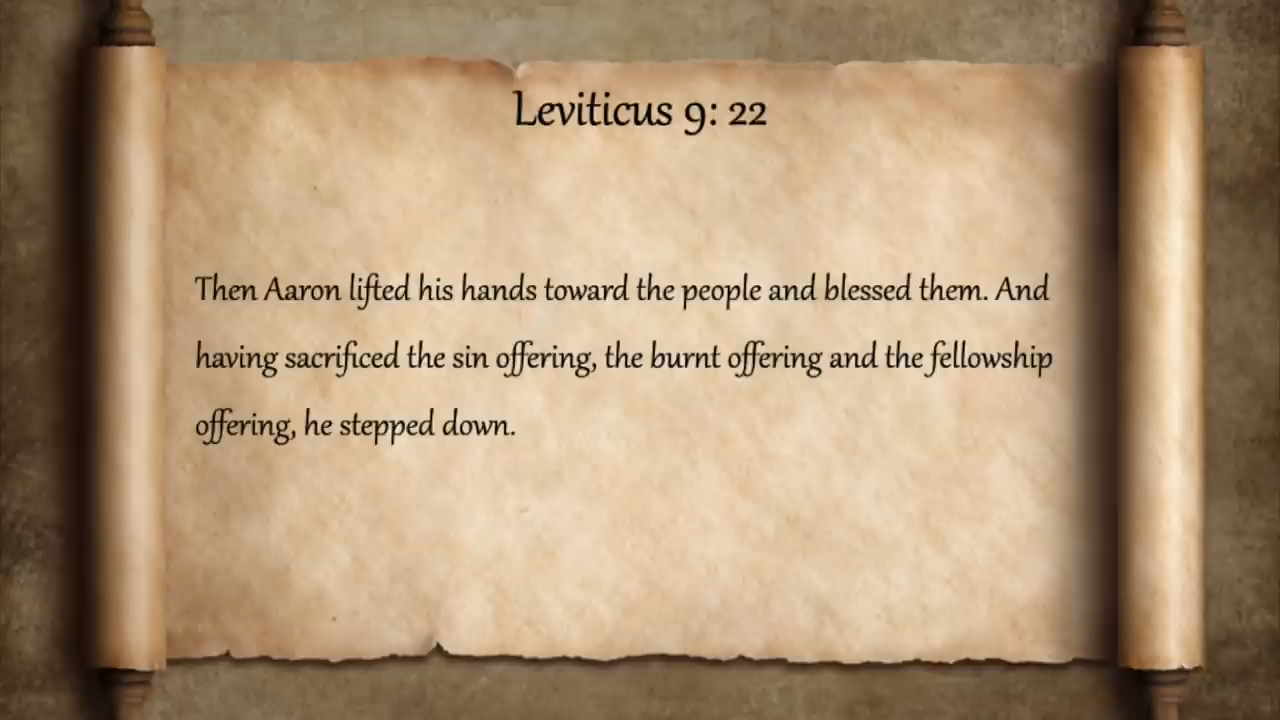 Leviticus 9: 22
Then Aaron lifted his hands toward the people and blessed them. And
having sacrificed the sin offering, the burnt offering and the fellowship
offering, he stepped down.